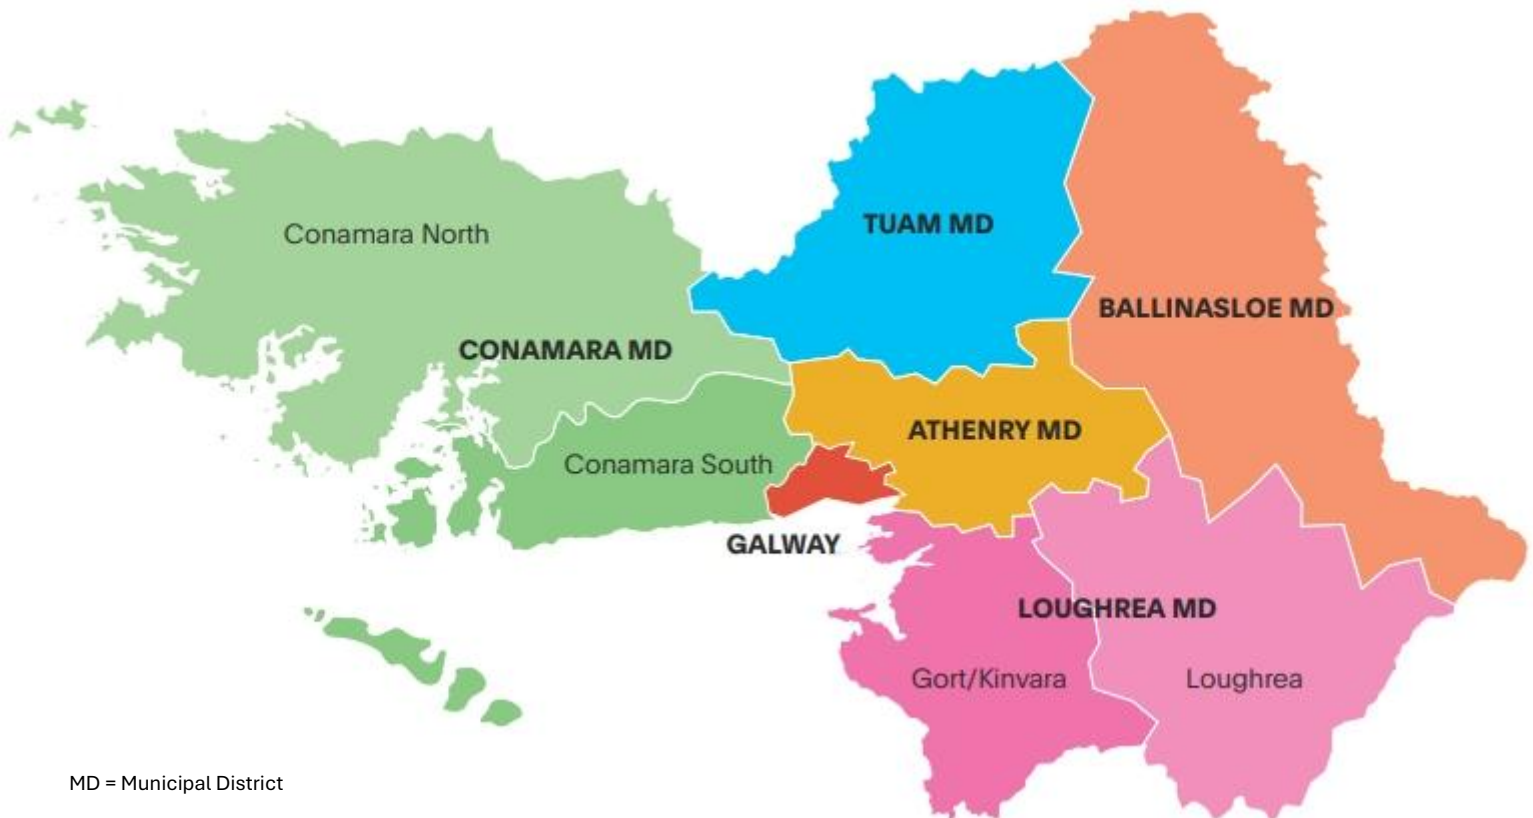 TUAM MD
Conamara North
BALLINASLOE MD
CONAMARA MD
ATHENRY MD
Conamara South
GALWAY
LOUGHREA MD
Gort/Kinvara
Loughrea
MD = Municipal District